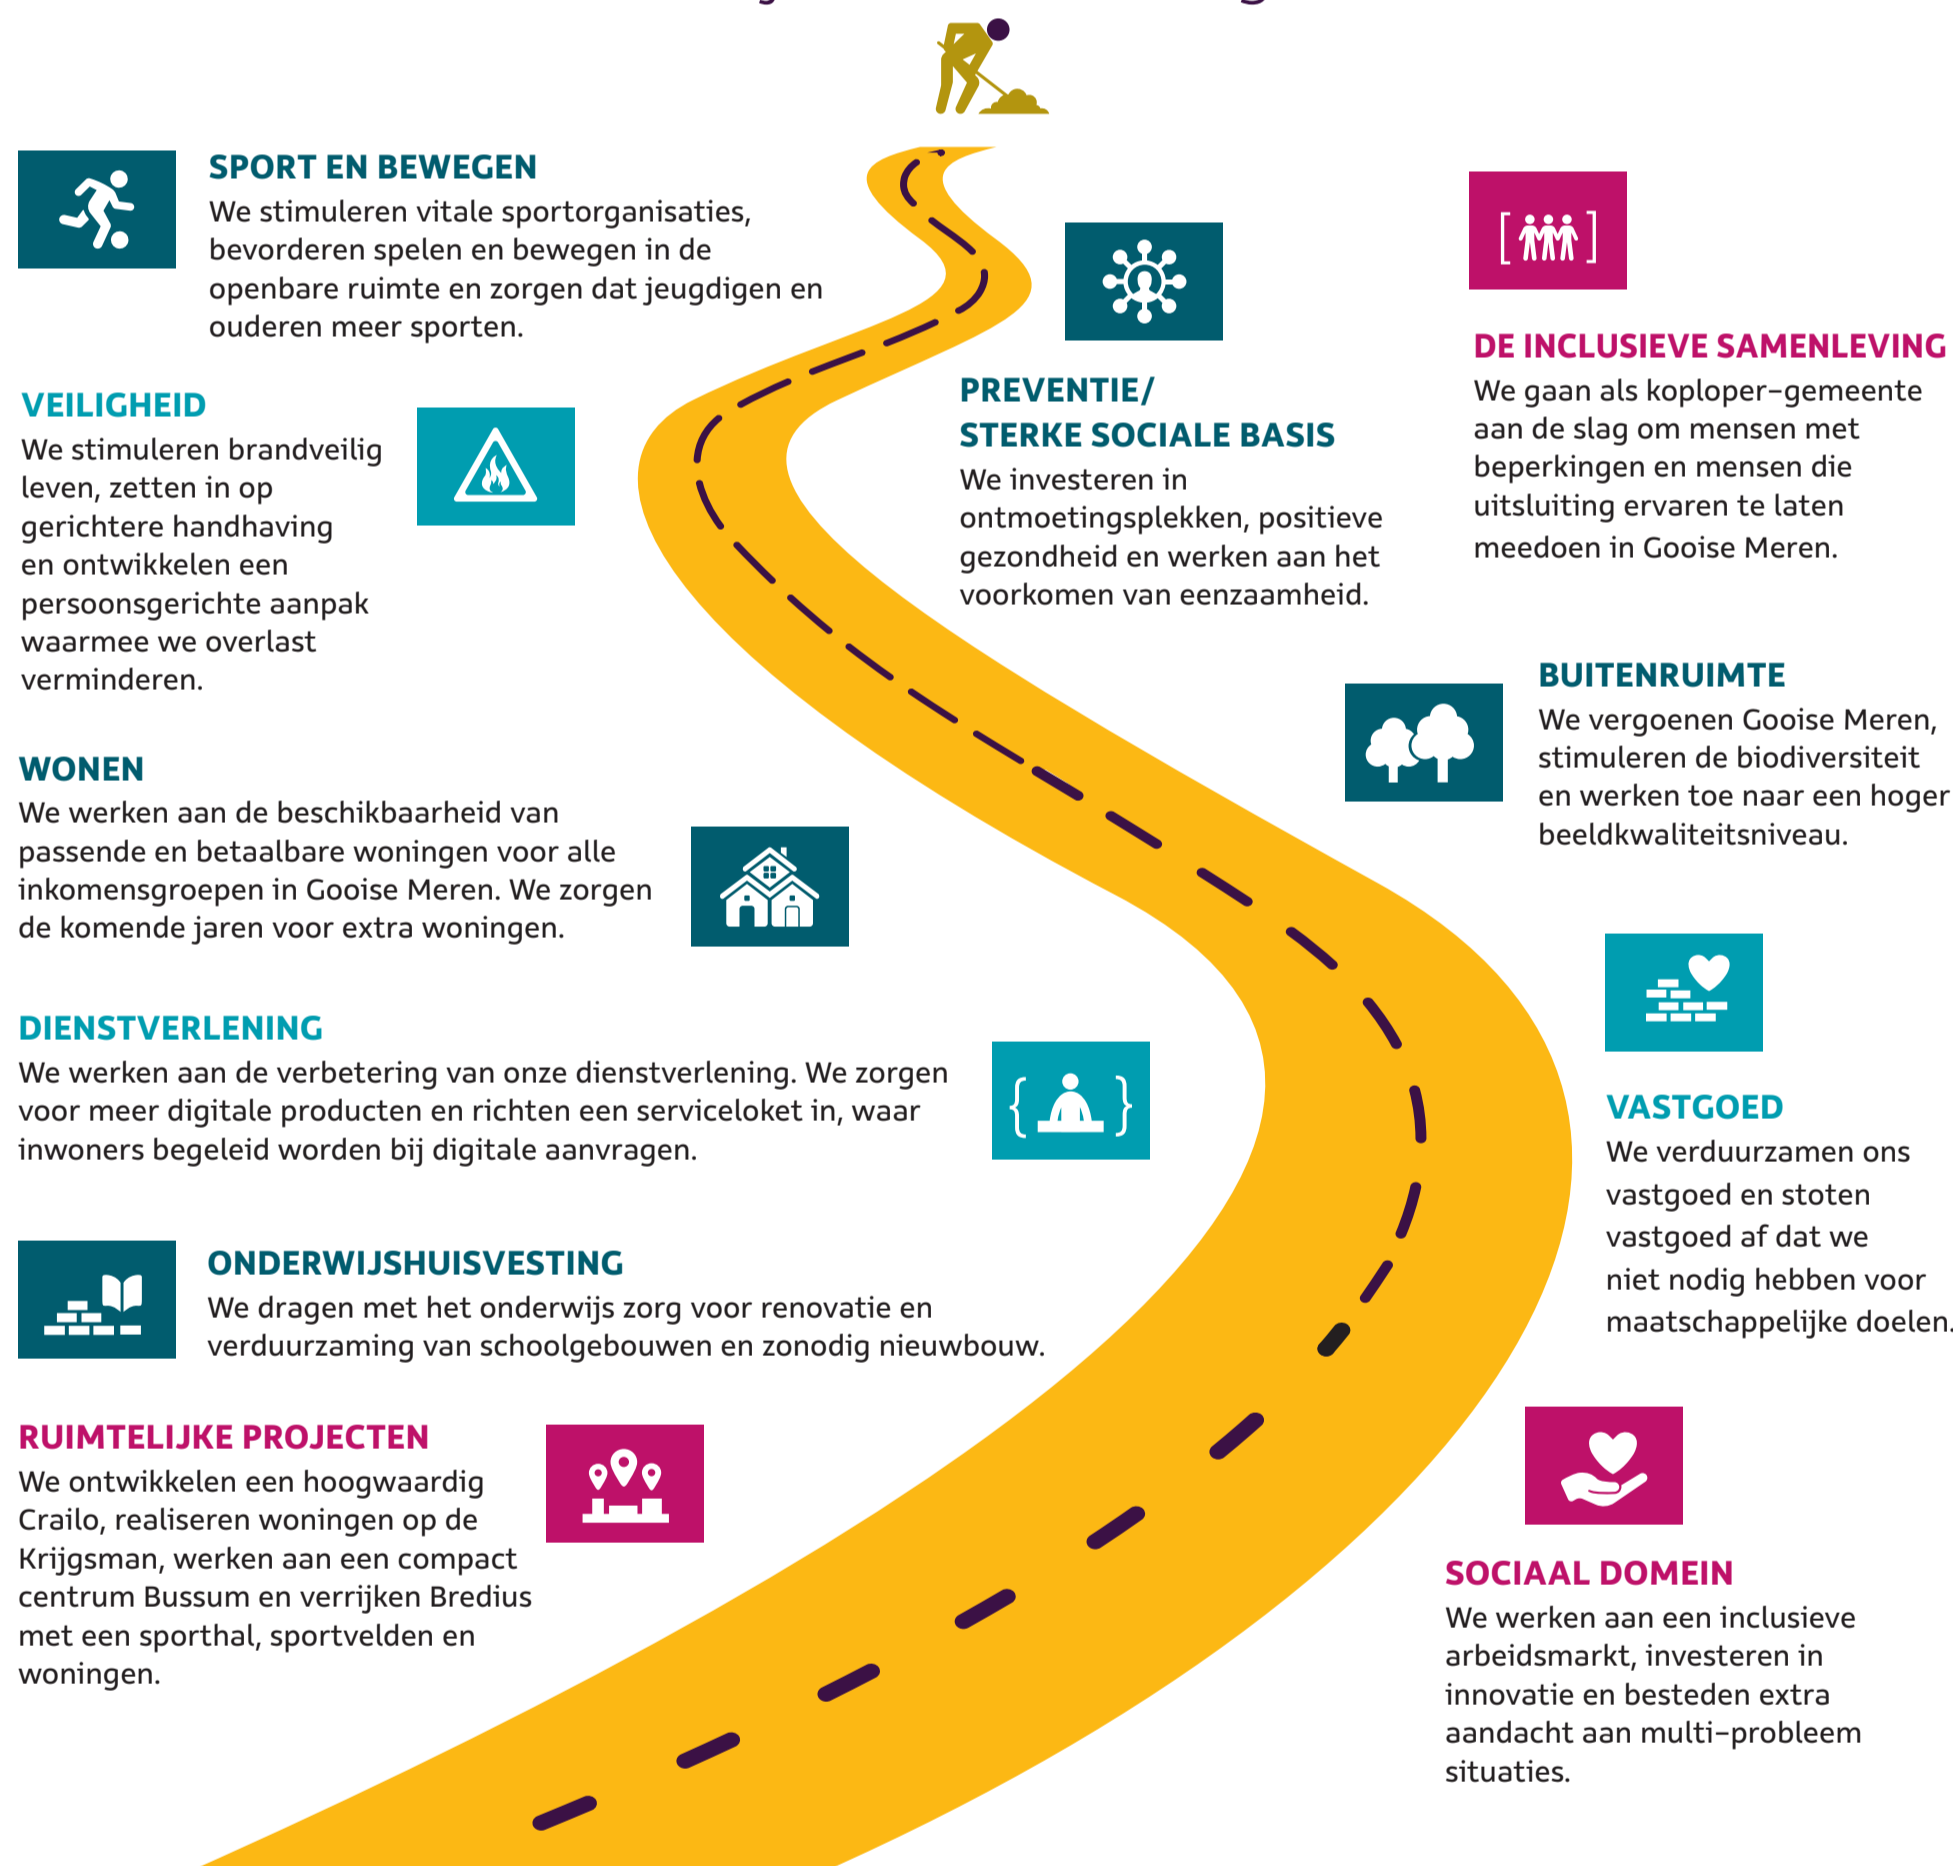 SPORT EN BEWEGEN
We stimuleren vitale sportorganisaties,
bevorderen spelen en bewegen in de
openbare ruimte en zorgen dat jeugdigen en
ouderen meer sporten.
VEILIGHEID
We stimuleren brandveilig
leven, zetten in op
gerichtere handhaving
en ontwikkelen een
persoonsgerichte aanpak
waarmee we overlast
verminderen.
WONEN
We werken aan de beschikbaarheid van
passende en betaalbare woningen voor alle
inkomensgroepen in Gooise Meren. We zorgen
de komende jaren voor extra woningen.
DIENSTVERLENING
We werken aan de verbetering van onze dienstverlening. We zorgen
voor meer digitale producten en richten een serviceloket in, waar
inwoners begeleid worden bij digitale aanvragen.
ONDERWIJSHUISVESTING
We dragen met het onderwijs zorg voor renovatie en
verduurzaming van schoolgebouwen en zonodig nieuwbouw.
RUIMTELIJKE PROJECTEN
We ontwikkelen een hoogwaardig
Crailo, realiseren woningen op de
Krijgsman, werken aan een compact
centrum Bussum en verrijken Bredius
met een sporthal, sportvelden en
woningen.
PREVENTIE/
STERKE SOCIALE BASIS
We investeren in
ontmoetingsplekken, positieve
gezondheid en werken aan het
voorkomen van eenzaamheid.
DE INCLUSIEVE SAMENLEVING
We gaan als koploper-gemeente
aan de slag om mensen met
beperkingen en mensen die
uitsluiting ervaren te laten
meedoen in Gooise Meren.
BUITENRUIMTE
We vergoenen Gooise Meren,
stimuleren de biodiversiteit
en werken toe naar een hoger
beeldkwaliteitsniveau.
VASTGOED
We verduurzamen ons
vastgoed en stoten
vastgoed af dat we
niet nodig hebben voor
maatschappelijke doelen.
SOCIAAL DOMEIN
We werken aan een inclusieve
arbeidsmarkt, investeren in
innovatie en besteden extra
aandacht aan multi-probleem
situaties.